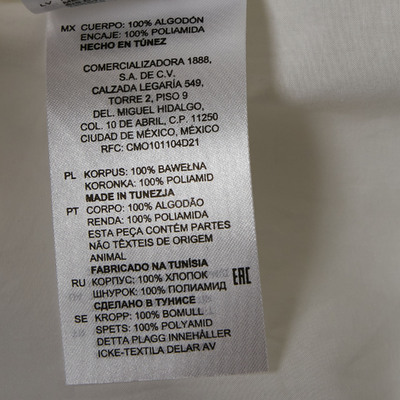 MX CUERPO: 100% ALGODÓN
ENCAJE: 100% POLIAMIDA
HECHO EN TÚNEZ
COMERCIALIZADORA 1888,
S.A. DE C.V.
CALZADA LEGARÍA 549,
TORRE 2, PISO 9
DEL. MIGUEL HIDALGO,
COL. 10 DE ABRIL, C.P. 11250
CIUDAD DE MÉXICO, MÉXICO
RFC: CMO101104D21
PL KORPUS: 100% BAWEŁNA
KORONKA: 100% POLIAMID
MADE IN TUNEZJA
PT CORPO: 100% ALGODÃO
RENDA: 100% POLIAMIDA
ESTA PEÇA CONTÉM PARTES
NÃO TÊXTEIS DE ORIGEM
ANIMAL
FABRICADO NA TUNÍSIA
RU КОРПУС: 100% ХЛОПОК
ШНУРОК: 100% ПОЛИАМИД
СДЕЛАНО В ТУНИСЕ
EAC
SE KROPP: 100% BOMULL
SPETS: 100% POLYAMID
DETTA PLAGG INNEHÅLLER
ICKE-TEXTILA DELAR AV